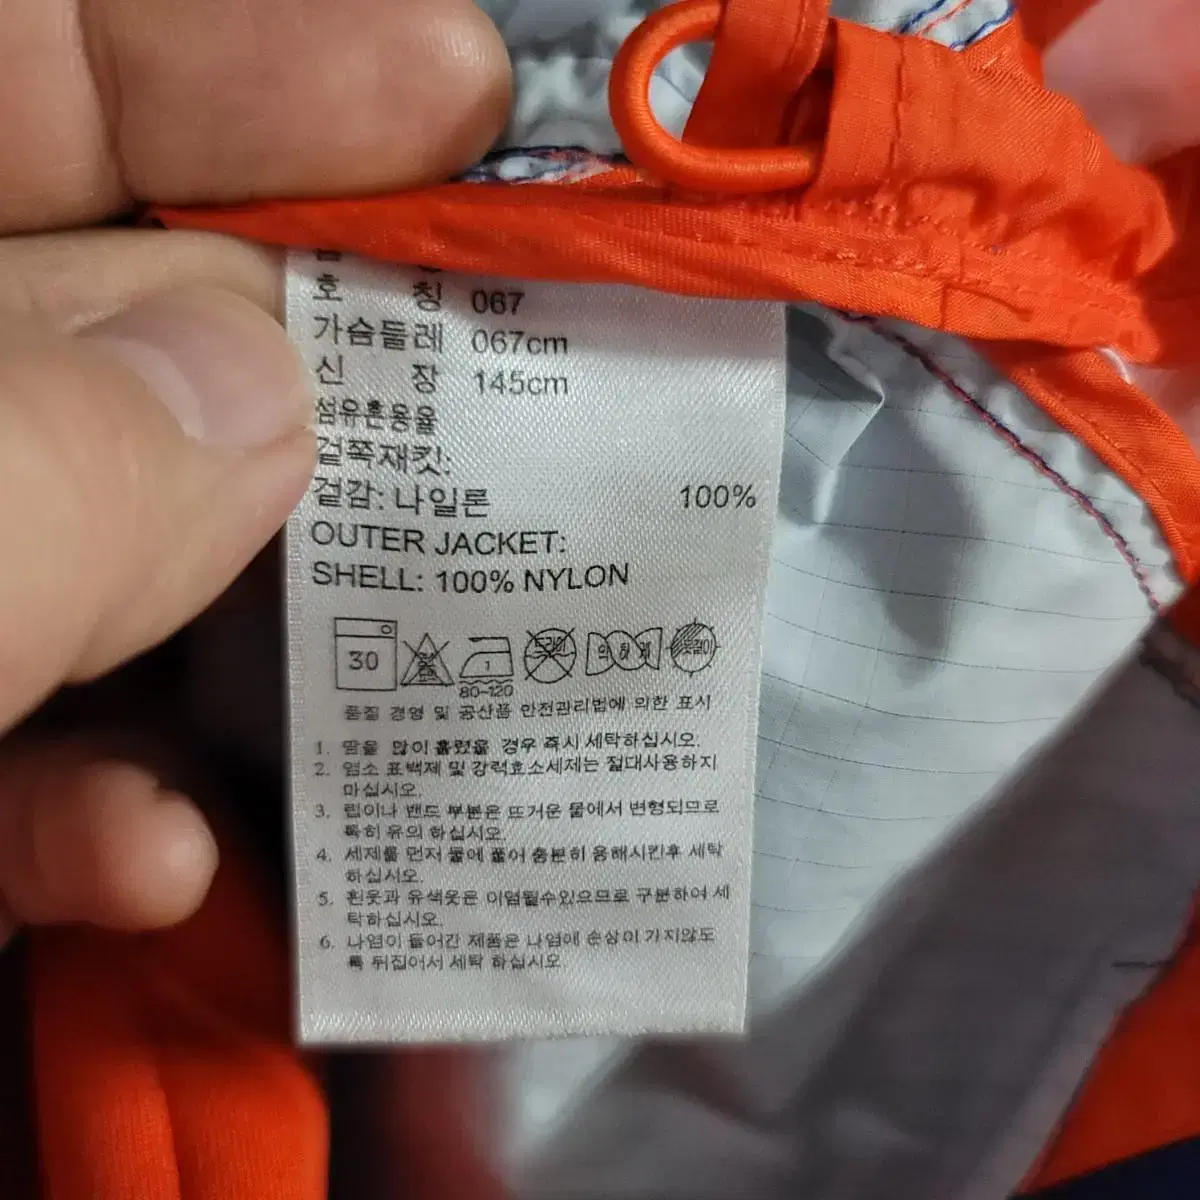 호 칭 067
가슴둘레 067cm
신 장 145cm
섬유혼용율
겉쪽재킷:
겉감: 나일론 100%
OUTER JACKET:
SHELL: 100% NYLON
30
1
80~120
드라이
약하게
옷걸이
품질 경영 및 공산품 안전관리법에 의한 표시
1. 땀을 많이 흘렸을 경우 즉시 세탁하십시오.
2. 염소 표백제 및 강력효소세제는 절대사용하지
마십시오.
3. 립이나 밴드 부분은 뜨거운 물에서 변형되므로
특히 유의 하십시오.
4. 세제를 먼저 물에 풀어 충분히 용해시킨후 세탁
하십시오.
5. 흰옷과 유색옷은 이염될수있으므로 구분하여 세
탁하십시오.
6. 나염이 들어간 제품은 나염에 손상이 가지않도
록 뒤집어서 세탁 하십시오.